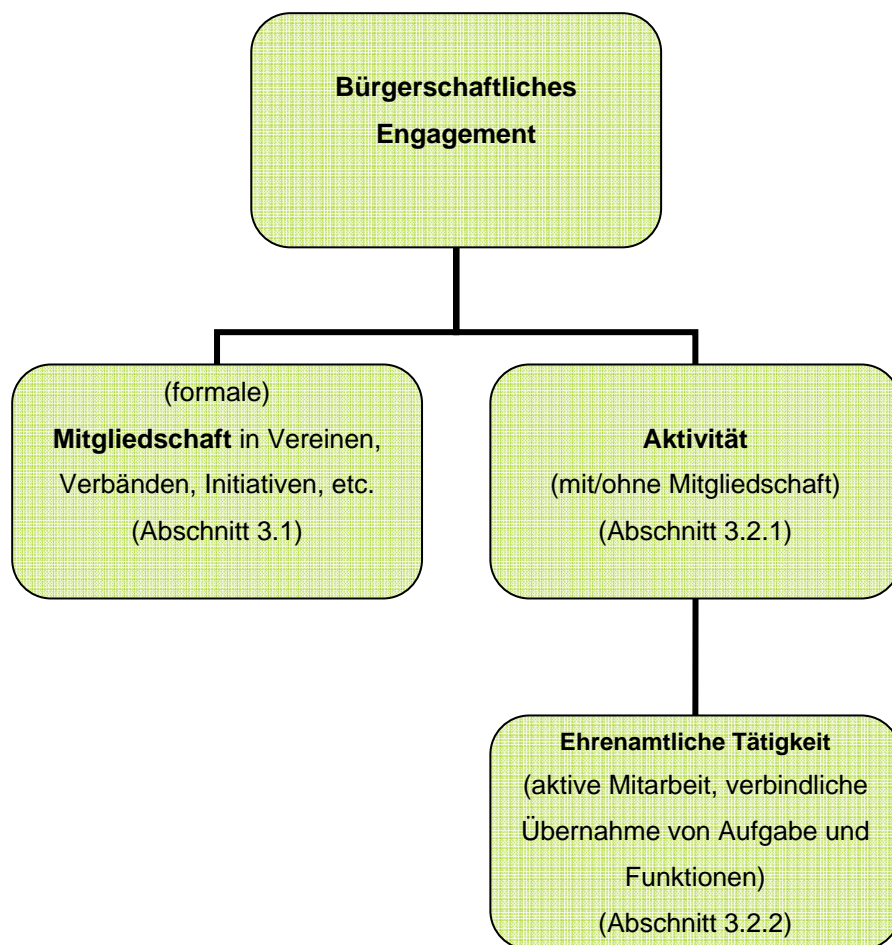 Bürgerschaftliches
Engagement
(formale)
Mitgliedschaft in Vereinen,
Verbänden, Initiativen, etc.
(Abschnitt 3.1)
Aktivität
(mit/ohne Mitgliedschaft)
(Abschnitt 3.2.1)
Ehrenamtliche Tätigkeit
(aktive Mitarbeit, verbindliche
Übernahme von Aufgabe und
Funktionen)
(Abschnitt 3.2.2)